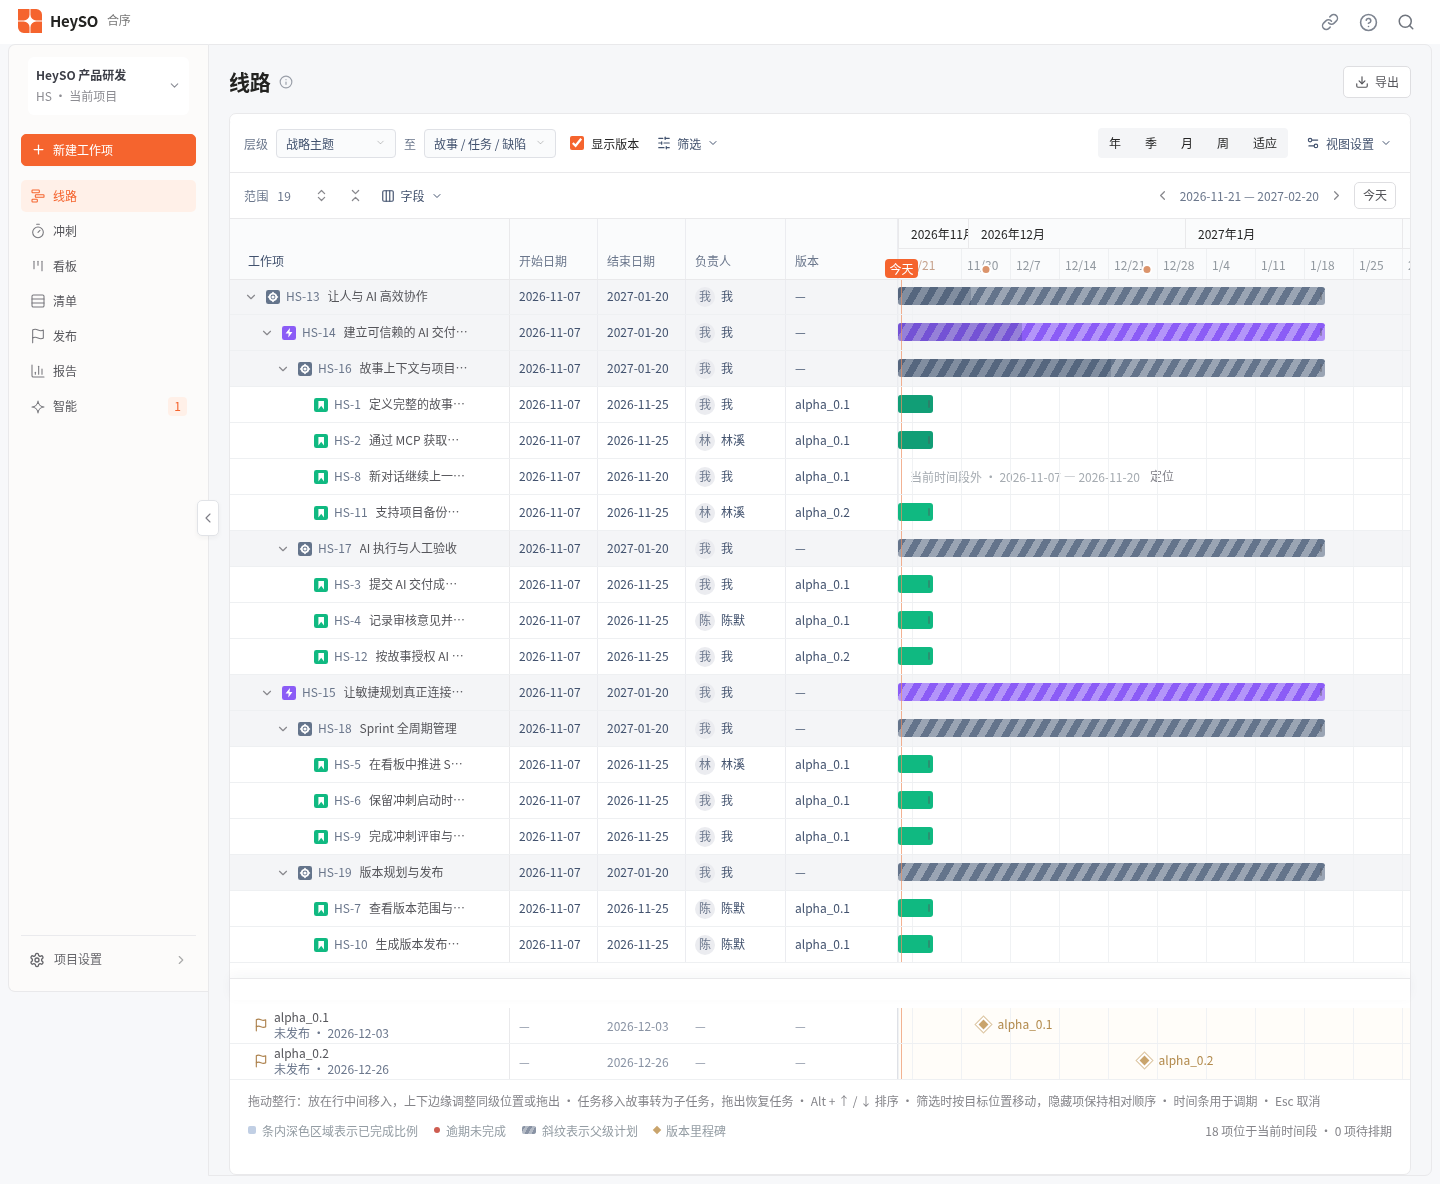 HeySO 合序
HeySO 产品研发
HS · 当前项目
新建工作项
线路
冲刺
看板
清单
发布
报告
智能 1
项目设置
线路
导出
层级 战略主题 至 故事 / 任务 / 缺陷 显示版本 筛选 年 季 月 周 适应 视图设置
范围 19 字段 2026-11-21 — 2027-02-20 今天
2026年11月 2026年12月 2027年1月
工作项 开始日期 结束日期 负责人 版本
今天 /21 11/30 12/7 12/14 12/21 12/28 1/4 1/11 1/18 1/25
HS-13 让人与 AI 高效协作 2026-11-07 2027-01-20 我 我 —
HS-14 建立可信赖的 AI 交付··· 2026-11-07 2027-01-20 我 我 —
HS-16 故事上下文与项目··· 2026-11-07 2027-01-20 我 我 —
HS-1 定义完整的故事··· 2026-11-07 2026-11-25 我 我 alpha_0.1
HS-2 通过 MCP 获取··· 2026-11-07 2026-11-25 林 林溪 alpha_0.1
HS-8 新对话继续上一··· 2026-11-07 2026-11-20 我 我 alpha_0.1 当前时间段外 · 2026-11-07 — 2026-11-20 定位
HS-11 支持项目备份··· 2026-11-07 2026-11-25 林 林溪 alpha_0.2
HS-17 AI 执行与人工验收 2026-11-07 2027-01-20 我 我 —
HS-3 提交 AI 交付成··· 2026-11-07 2026-11-25 我 我 alpha_0.1
HS-4 记录审核意见并··· 2026-11-07 2026-11-25 陈 陈默 alpha_0.1
HS-12 按故事授权 AI ··· 2026-11-07 2026-11-25 我 我 alpha_0.2
HS-15 让敏捷规划真正连接··· 2026-11-07 2027-01-20 我 我 —
HS-18 Sprint 全周期管理 2026-11-07 2027-01-20 我 我 —
HS-5 在看板中推进 S··· 2026-11-07 2026-11-25 林 林溪 alpha_0.1
HS-6 保留冲刺启动时··· 2026-11-07 2026-11-25 我 我 alpha_0.1
HS-9 完成冲刺评审与··· 2026-11-07 2026-11-25 我 我 alpha_0.1
HS-19 版本规划与发布 2026-11-07 2027-01-20 我 我 —
HS-7 查看版本范围与··· 2026-11-07 2026-11-25 陈 陈默 alpha_0.1
HS-10 生成版本发布··· 2026-11-07 2026-11-25 陈 陈默 alpha_0.1
alpha_0.1
未发布 · 2026-12-03 — 2026-12-03 — — alpha_0.1
alpha_0.2
未发布 · 2026-12-26 — 2026-12-26 — — alpha_0.2
拖动整行：放在行中间移入，上下边缘调整同级位置或拖出 · 任务移入故事转为子任务，拖出恢复任务 · Alt + ↑ / ↓ 排序 · 筛选时按目标位置移动，隐藏项保持相对顺序 · 时间条用于调期 · Esc 取消
条内深色区域表示已完成比例 逾期未完成 斜纹表示父级计划 版本里程碑 18 项位于当前时间段 · 0 项待排期